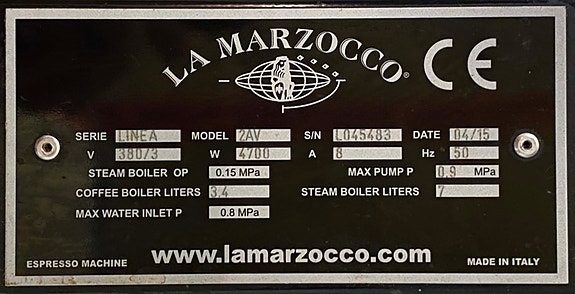 LA MARZOCCO®
CE
SERIE LINEA MODEL 2AV S/N L045483 DATE 04/15
V 380/3 W 4700 A 8 Hz 50
STEAM BOILER OP 0.15 MPa MAX PUMP P 0.9 MPa
COFFEE BOILER LITERS 3.4 STEAM BOILER LITERS 7
MAX WATER INLET P 0.8 MPa
www.lamarzocco.com
ESPRESSO MACHINE MADE IN ITALY